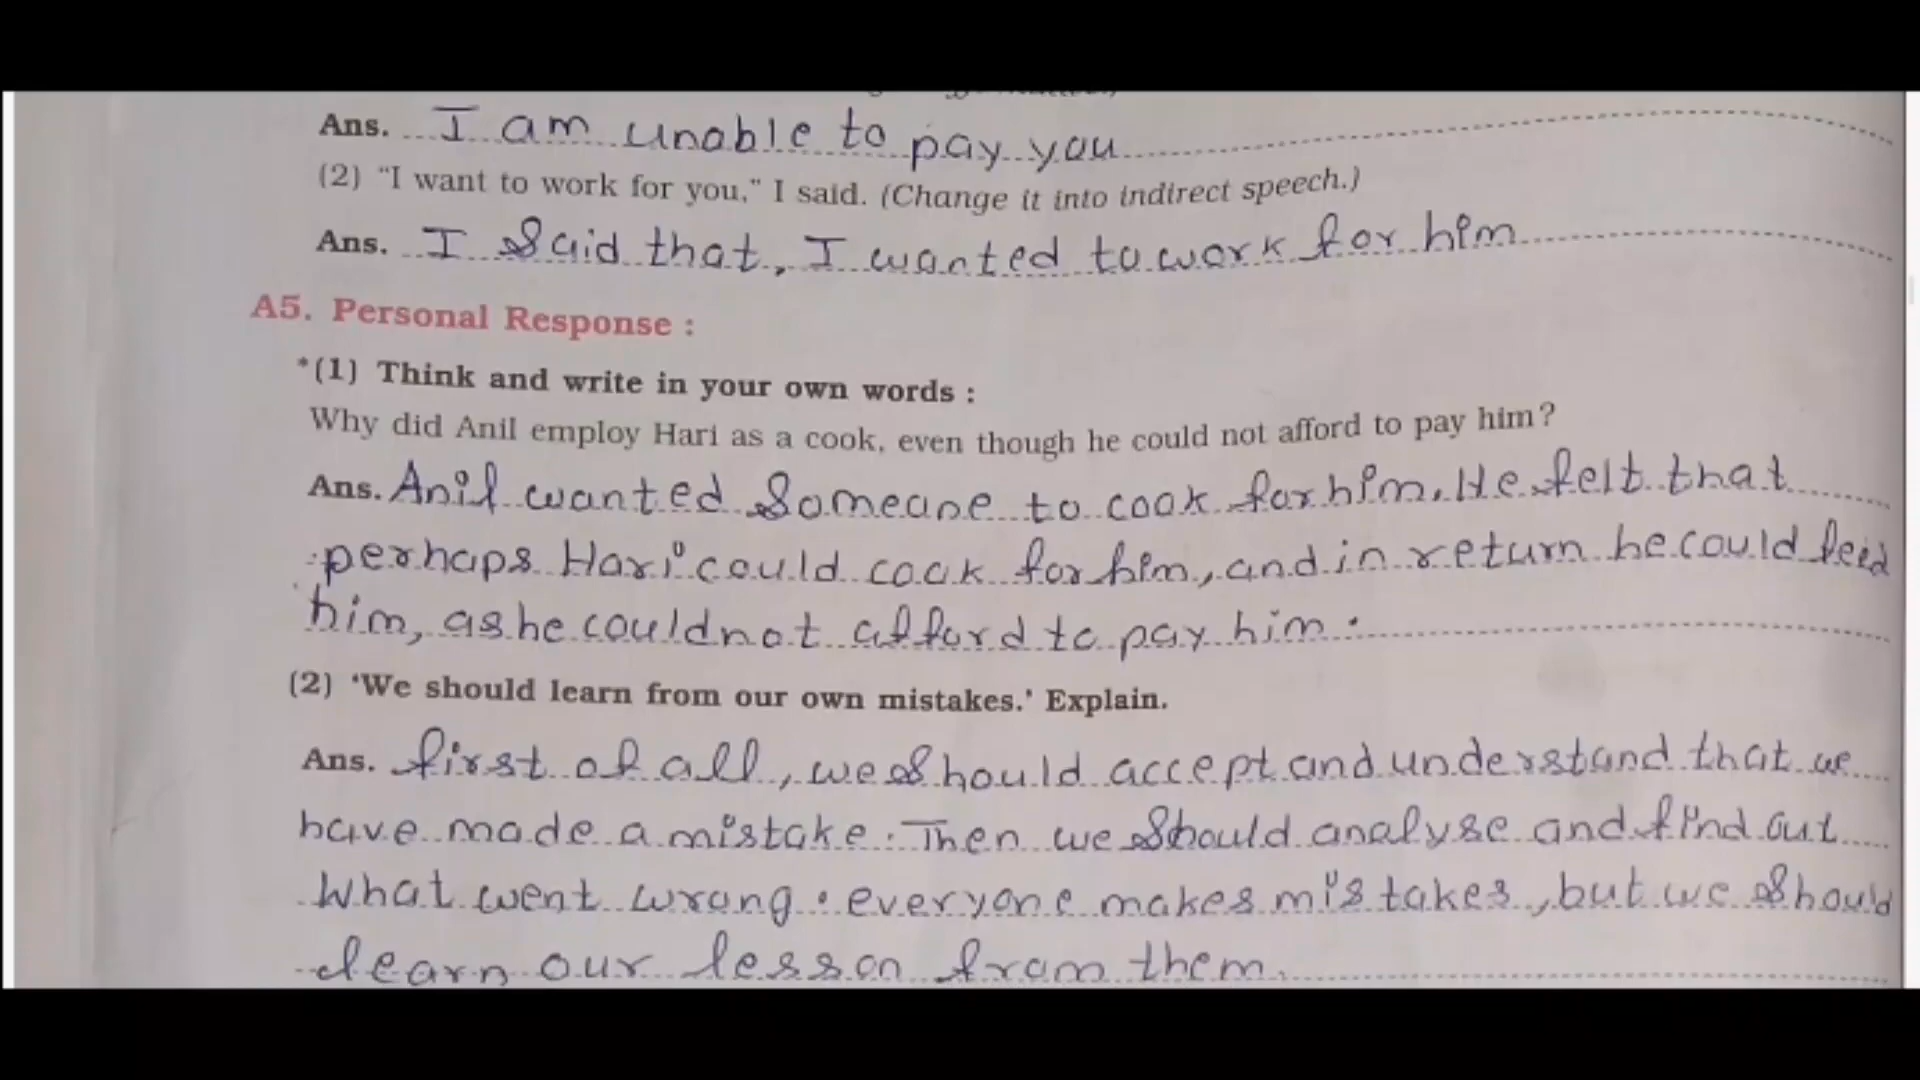 Ans. I am unable to pay you
(2) "I want to work for you," I said. (Change it into indirect speech.)
Ans. I said that, I wanted to work for him
A5. Personal Response :
*(1) Think and write in your own words :
Why did Anil employ Hari as a cook, even though he could not afford to pay him?
Ans. Anil wanted Someone to cook for him. He felt that
perhaps Hari could cook for him, and in return he could feed
him, as he could not afford to pay him.
(2) 'We should learn from our own mistakes.' Explain.
Ans. first of all, we should accept and understand that we
have made a mistake. Then we should analyse and find out
What went wrong. everyone makes mistakes, but we should
learn our lesson from them.